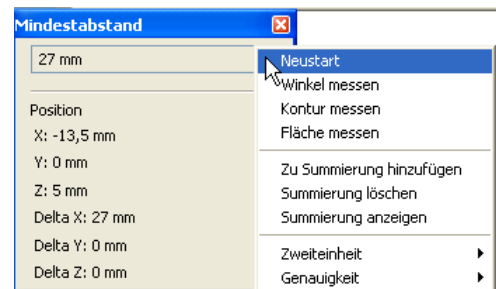 Mindestabstand
27 mm
Position
X: -13,5 mm
Y: 0 mm
Z: 5 mm
Delta X: 27 mm
Delta Y: 0 mm
Delta Z: 0 mm
Neustart
Winkel messen
Kontur messen
Fläche messen
Zu Summierung hinzufügen
Summierung löschen
Summierung anzeigen
Zweiteinheit
Genauigkeit